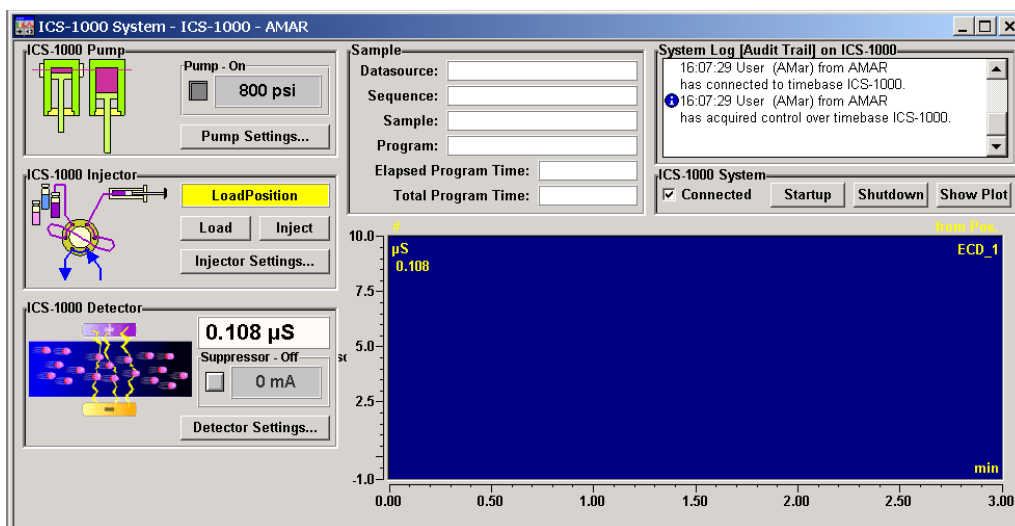 ICS-1000 System - ICS-1000 - AMAR
ICS-1000 Pump
Pump - On
800 psi
Pump Settings...
ICS-1000 Injector
LoadPosition
Load
Inject
Injector Settings...
ICS-1000 Detector
0.108 µS
Suppressor - Off
0 mA
Detector Settings...
Sample
Datasource:
Sequence:
Sample:
Program:
Elapsed Program Time:
Total Program Time:
System Log [Audit Trail] on ICS-1000
16:07:29 User (AMar) from AMAR
has connected to timebase ICS-1000.
16:07:29 User (AMar) from AMAR
has acquired control over timebase ICS-1000.
ICS-1000 System
Connected
Startup
Shutdown
Show Plot
# from Pos.
10.0
µS
ECD_1
0.108
7.5
5.0
2.5
-1.0
min
0.00 0.50 1.00 1.50 2.00 2.50 3.00